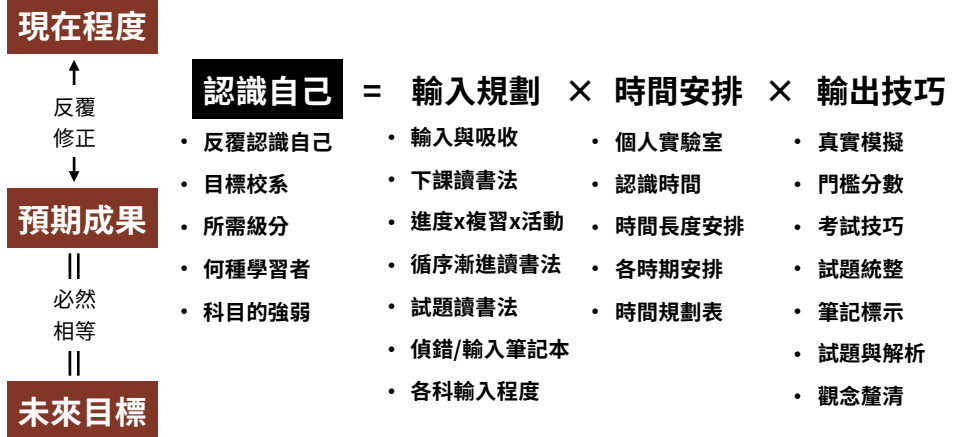 現在程度
反覆
修正
預期成果
必然
相等
未來目標
認識自己 = 輸入規劃 × 時間安排 × 輸出技巧
• 反覆認識自己
• 目標校系
• 所需級分
• 何種學習者
• 科目的強弱
• 輸入與吸收
• 下課讀書法
• 進度x複習x活動
• 循序漸進讀書法
• 試題讀書法
• 偵錯/輸入筆記本
• 各科輸入程度
• 個人實驗室
• 認識時間
• 時間長度安排
• 各時期安排
• 時間規劃表
• 真實模擬
• 門檻分數
• 考試技巧
• 試題統整
• 筆記標示
• 試題與解析
• 觀念釐清